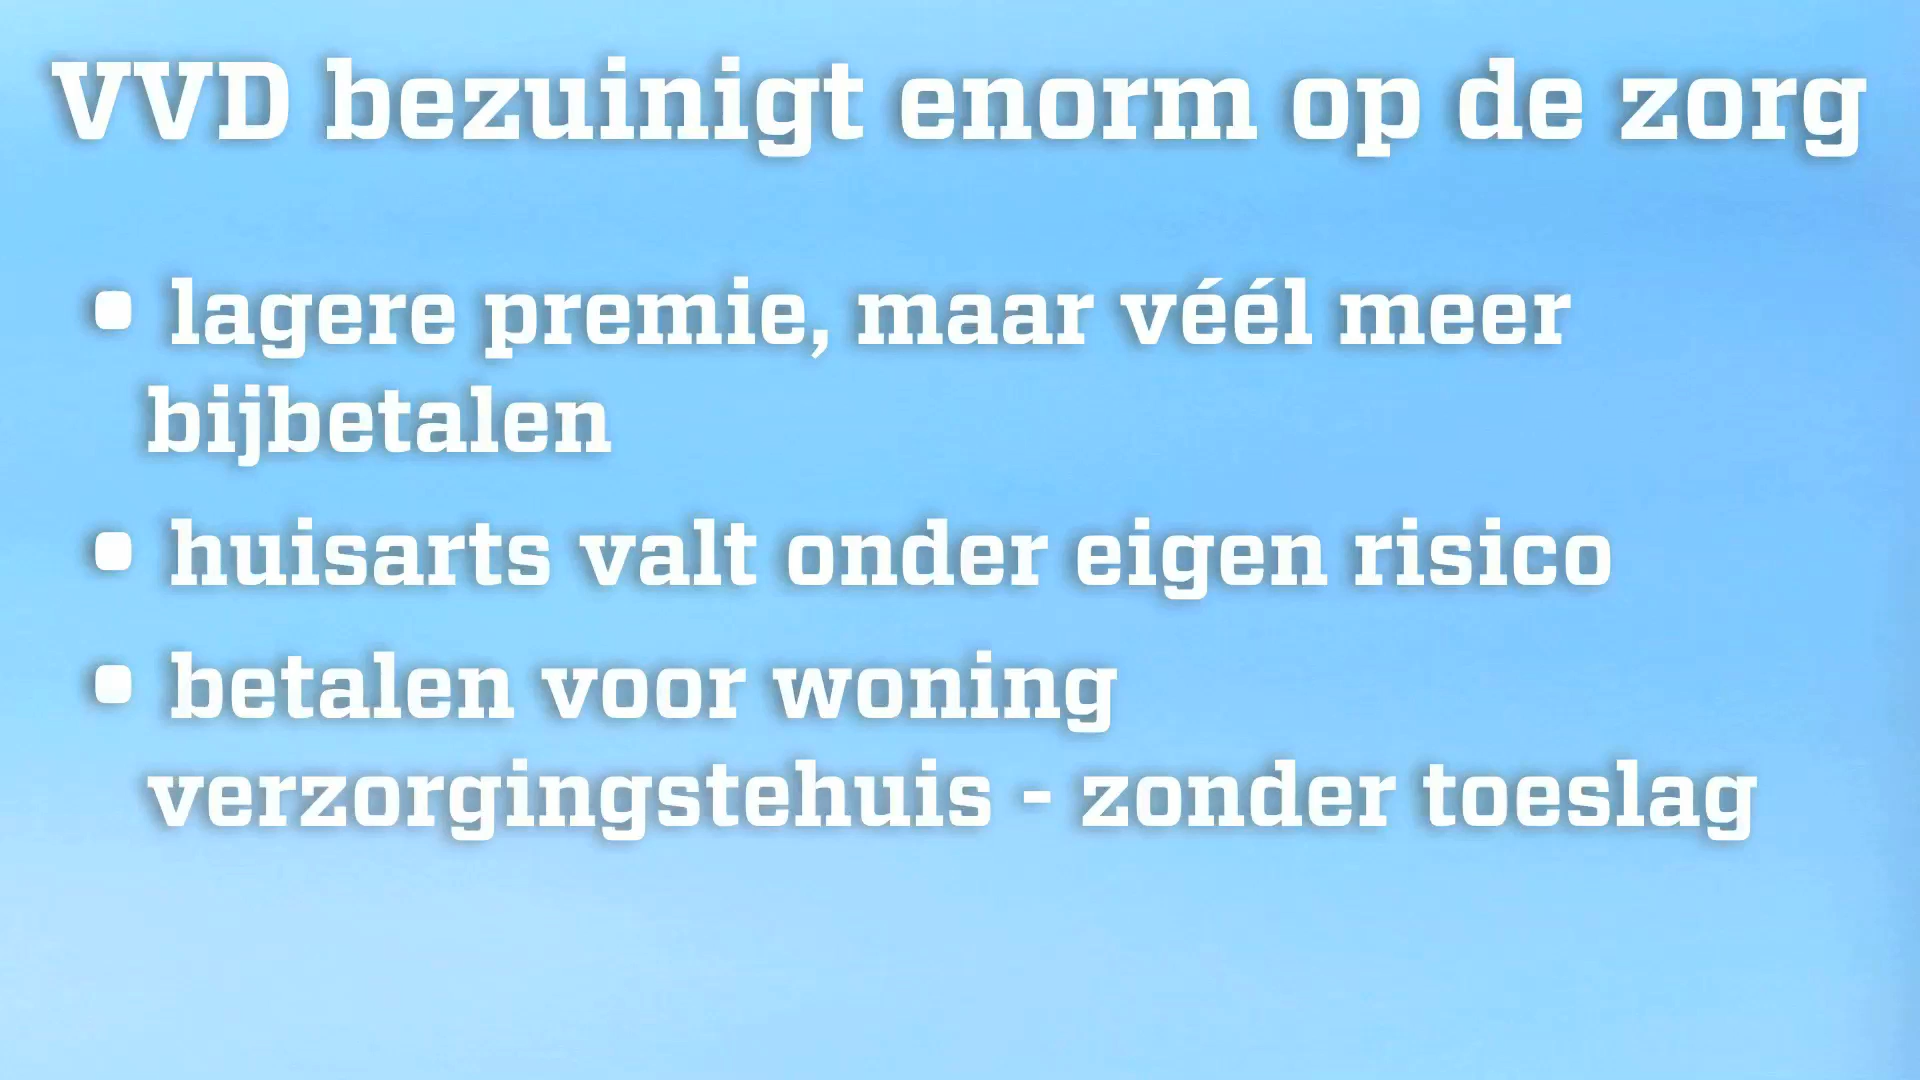 VVD bezuinigt enorm op de zorg
• lagere premie, maar véél meer
bijbetalen
• huisarts valt onder eigen risico
• betalen voor woning
verzorgingstehuis - zonder toeslag